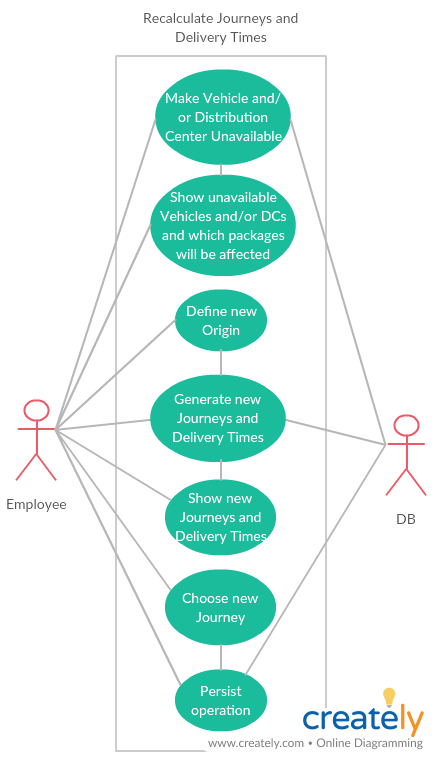 Recalculate Journeys and
Delivery Times
Make Vehicle and/
or Distribution
Center Unavailable
Show unavailable
Vehicles and/or DCs
and which packages
will be affected
Define new
Origin
Generate new
Journeys and
Delivery Times
Employee
DB
Show new
Journeys and
Delivery Times
Choose new
Journey
Persist
operation
creately
www.creately.com • Online Diagramming